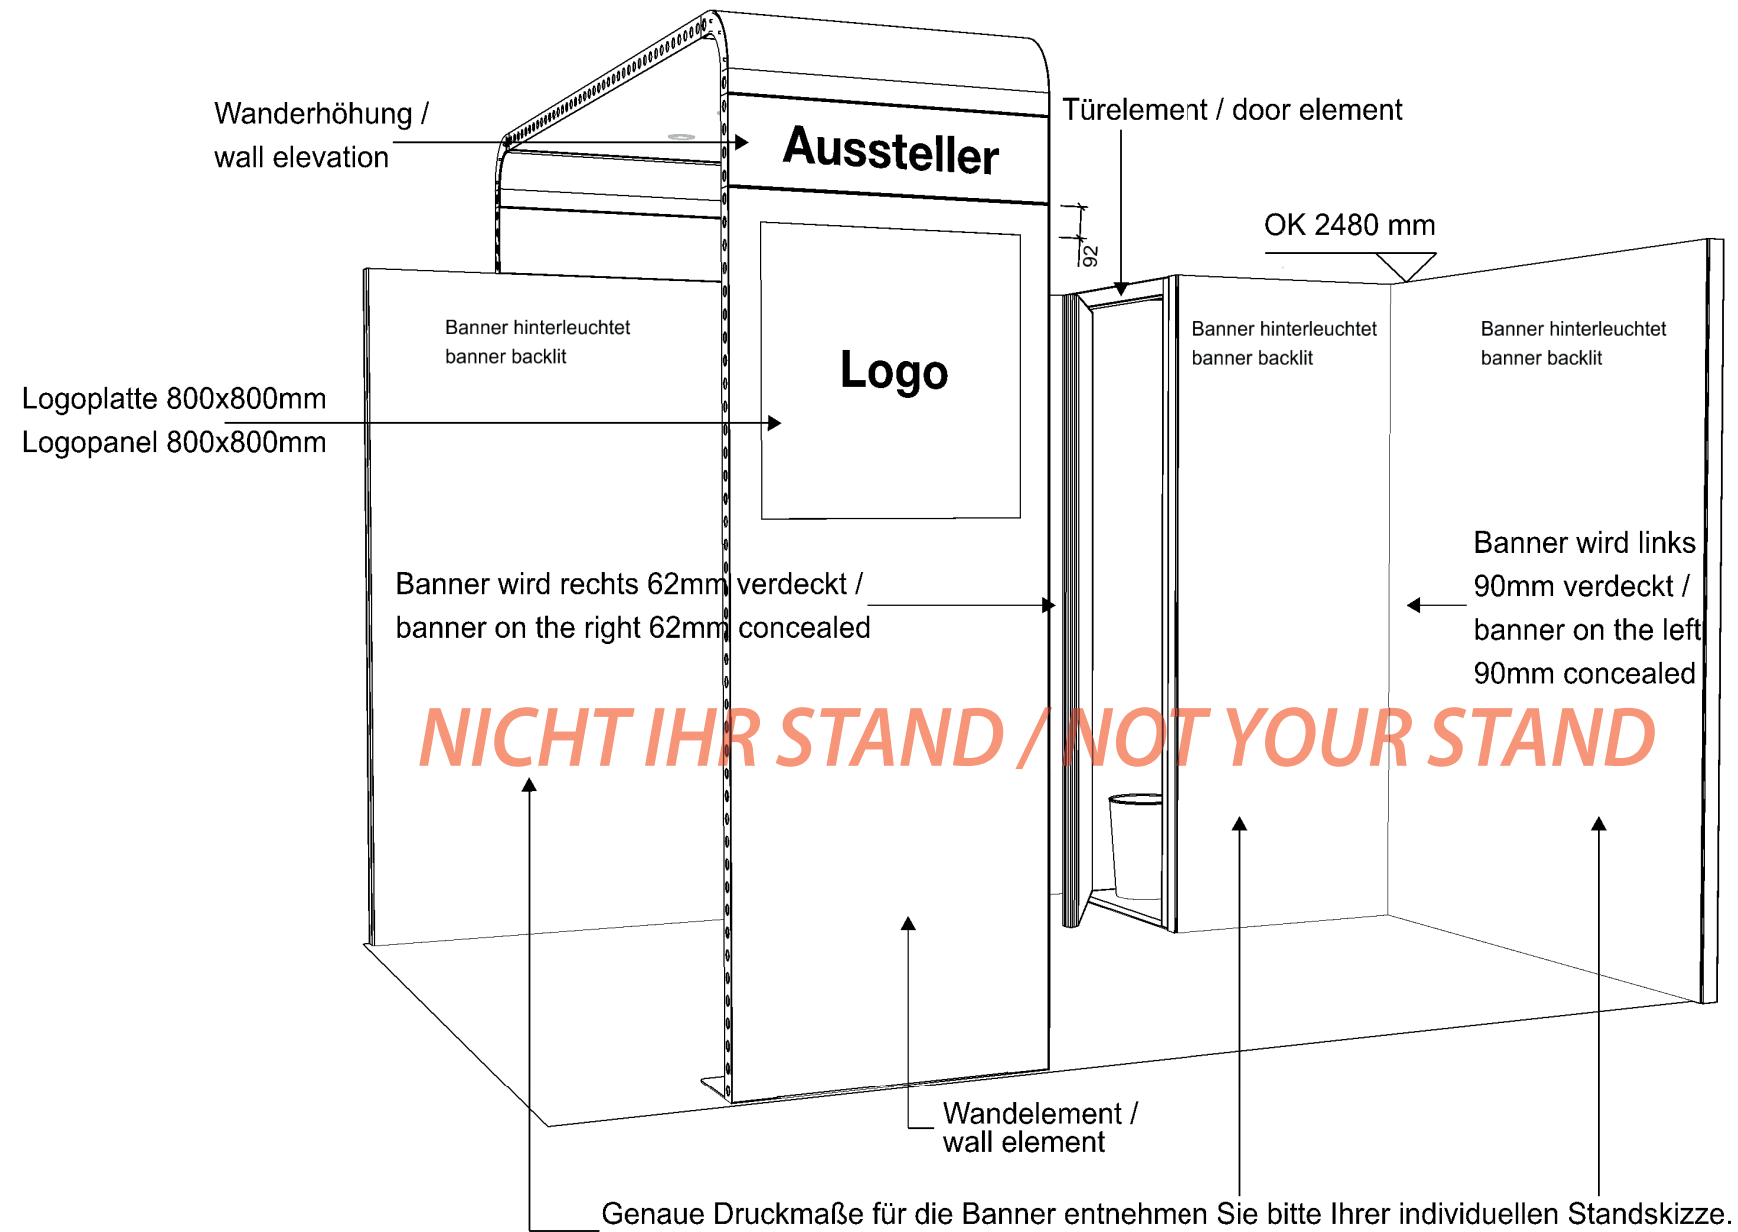 Wanderhöhung /
wall elevation
Aussteller
Türelement / door element
OK 2480 mm
92
Banner hinterleuchtet
banner backlit
Banner hinterleuchtet
banner backlit
Banner hinterleuchtet
banner backlit
Logo
Logoplatte 800x800mm
Logopanel 800x800mm
Banner wird rechts 62mm verdeckt /
banner on the right 62mm concealed
Banner wird links
90mm verdeckt /
banner on the left
90mm concealed
NICHT IHR STAND / NOT YOUR STAND
Wandelement /
wall element
Genaue Druckmaße für die Banner entnehmen Sie bitte Ihrer individuellen Standskizze.